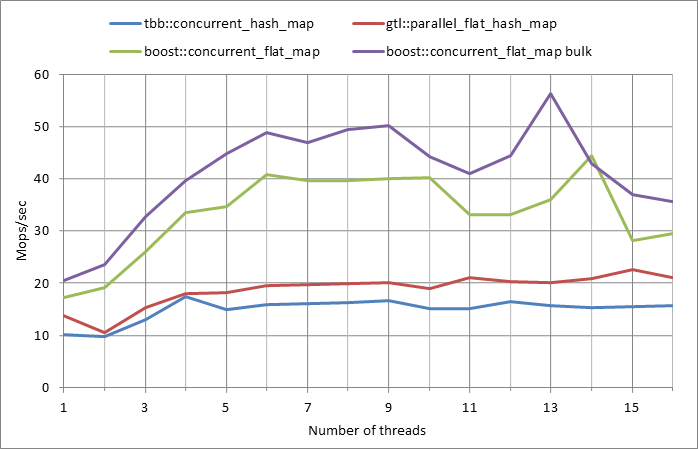 tbb::concurrent_hash_map gtl::parallel_flat_hash_map
boost::concurrent_flat_map boost::concurrent_flat_map bulk
60
50
40
30
20
10
0
Mops/sec
1 3 5 7 9 11 13 15
Number of threads